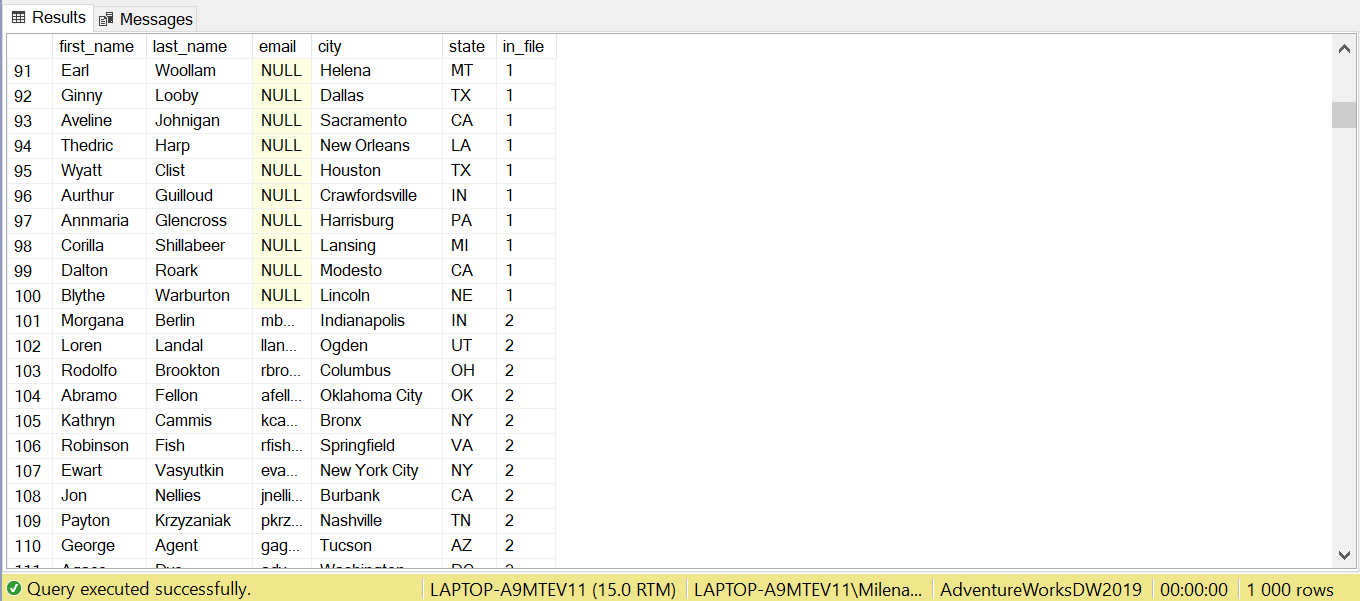 Results Messages
first_name last_name email city state in_file
91 Earl Woollam NULL Helena MT 1
92 Ginny Looby NULL Dallas TX 1
93 Aveline Johnigan NULL Sacramento CA 1
94 Thedric Harp NULL New Orleans LA 1
95 Wyatt Clist NULL Houston TX 1
96 Aurthur Guilloud NULL Crawfordsville IN 1
97 Annmaria Glencross NULL Harrisburg PA 1
98 Corilla Shillabeer NULL Lansing MI 1
99 Dalton Roark NULL Modesto CA 1
100 Blythe Warburton NULL Lincoln NE 1
101 Morgana Berlin mb... Indianapolis IN 2
102 Loren Landal llan... Ogden UT 2
103 Rodolfo Brookton rbro... Columbus OH 2
104 Abramo Fellon afell... Oklahoma City OK 2
105 Kathryn Cammis kca... Bronx NY 2
106 Robinson Fish rfish... Springfield VA 2
107 Ewart Vasyutkin eva... New York City NY 2
108 Jon Nellies jnelli... Burbank CA 2
109 Payton Krzyzaniak pkrz... Nashville TN 2
110 George Agent gag... Tucson AZ 2
Query executed successfully. LAPTOP-A9MTEV11 (15.0 RTM) LAPTOP-A9MTEV11\Milena... AdventureWorksDW2019 00:00:00 1 000 rows